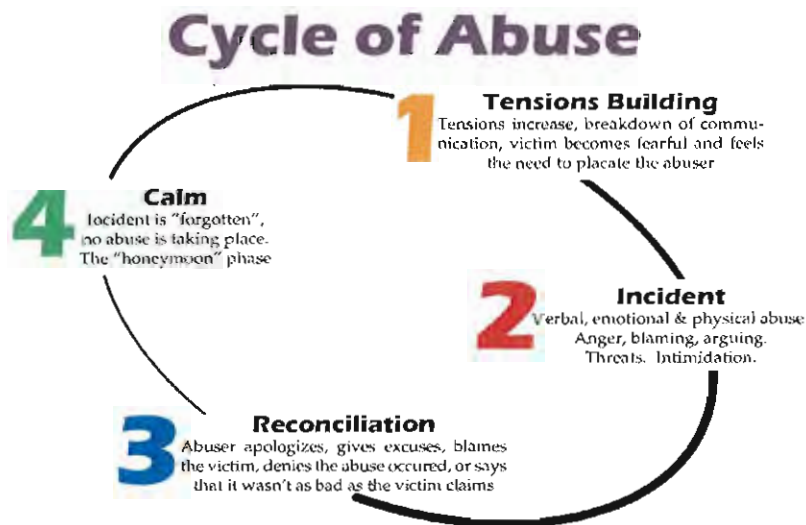 Cycle of Abuse
1
Tensions Building
Tensions increase, breakdown of commu-
nication, victim becomes fearful and feels
the need to placate the abuser
2
Incident
Verbal, emotional & physical abuse
Anger, blaming, arguing.
Threats. Intimidation.
3
Reconciliation
Abuser apologizes, gives excuses, blames
the victim, denies the abuse occured, or says
that it wasn't as bad as the victim claims
4
Calm
Incident is "forgotten",
no abuse is taking place.
The "honeymoon" phase